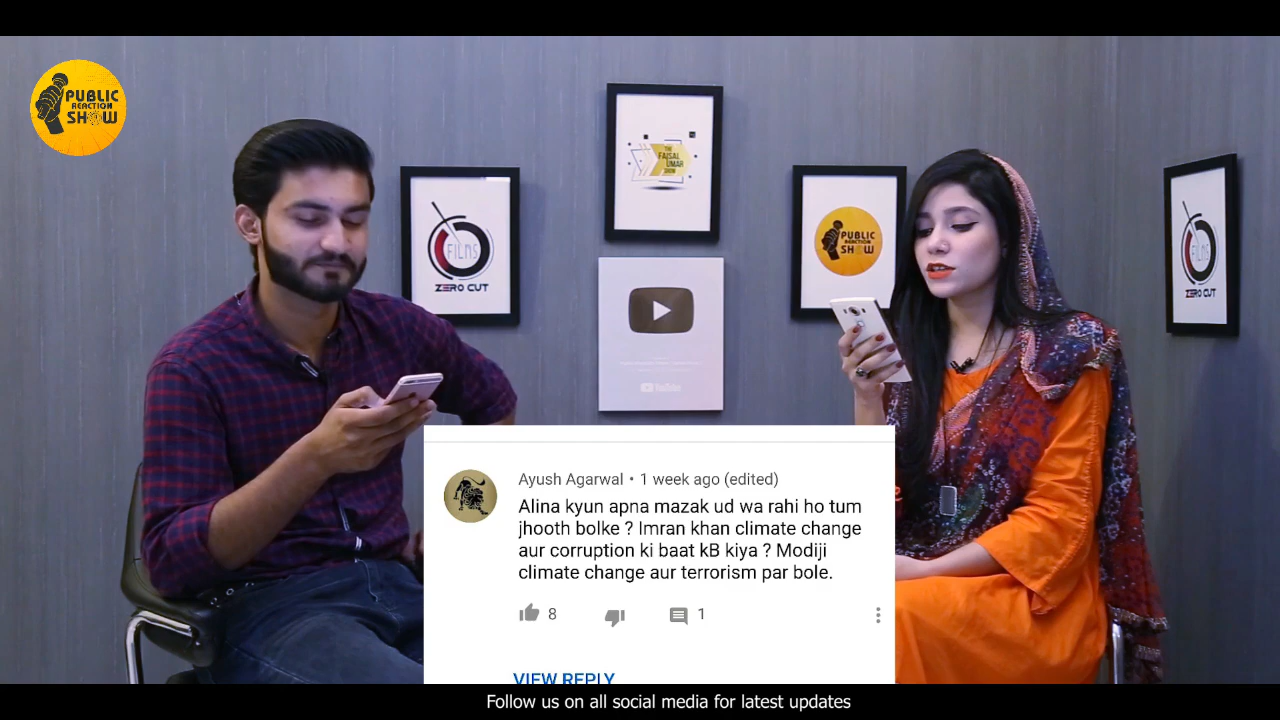 PUBLIC
REACTION
SHOW
THE
FAISAL
UMAR
SHOW
FILMS
ZERO CUT
PUBLIC
REACTION
SHOW
FILMS
ZERO CUT
YouTube
Ayush Agarwal • 1 week ago (edited)
Alina kyun apna mazak ud wa rahi ho tum
jhooth bolke ? Imran khan climate change
aur corruption ki baat kB kiya ? Modiji
climate change aur terrorism par bole.
8
1
VIEW REPLY
Follow us on all social media for latest updates